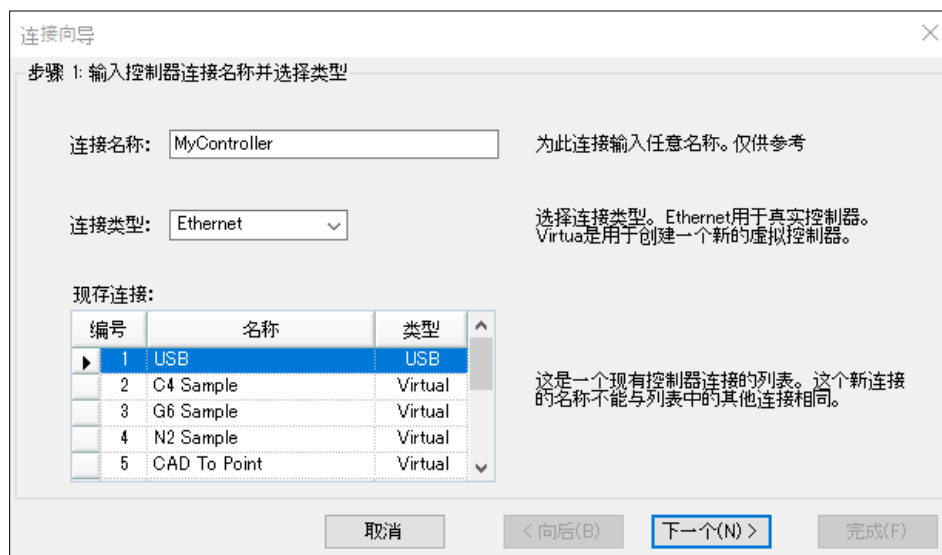 连接向导
步骤 1: 输入控制器连接名称并选择类型
连接名称: MyController 为此连接输入任意名称。仅供参考
连接类型: Ethernet 选择连接类型。Ethernet用于真实控制器。
Virtua是用于创建一个新的虚拟控制器。
现存连接:
编号 名称 类型
1 USB USB
2 C4 Sample Virtual
3 G6 Sample Virtual
4 N2 Sample Virtual
5 CAD To Point Virtual
这是一个现有控制器连接的列表。这个新连接
的名称不能与列表中的其他连接相同。
取消 < 向后(B) 下一个(N) > 完成(F)